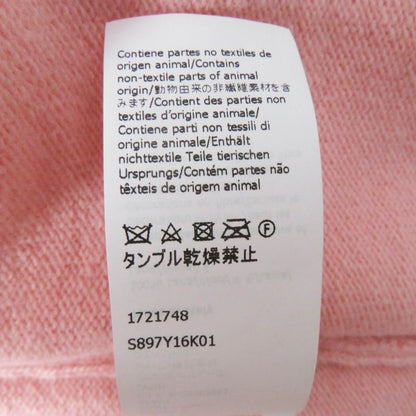 Contiene partes no textiles de
origen animal/Contains
non-textile parts of animal
origin/動物由来の非繊維素材を含
みます/Contient des parties non
textiles d'origine animale/
Contiene parti non tessili di
origine animale/Enthält
nichttextile Teile tierischen
Ursprungs/Contém partes não
têxteis de origem animal
F
タンブル乾燥禁止
1721748
S897Y16K01